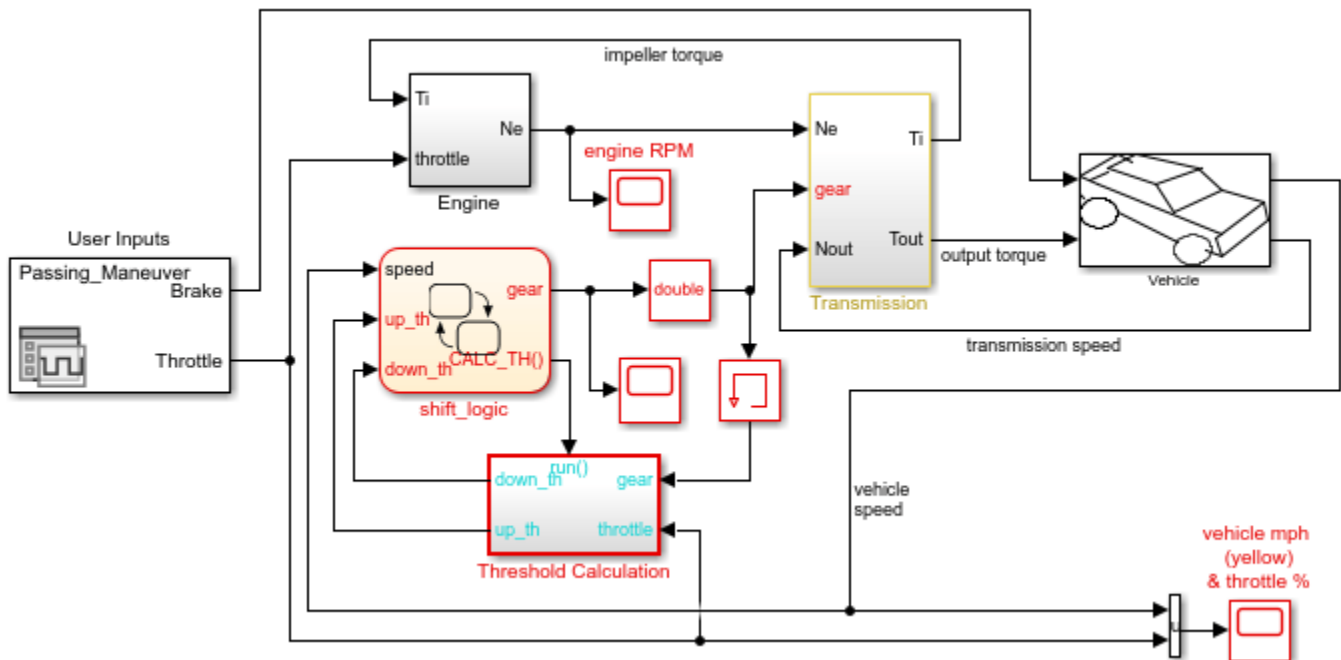 impeller torque
Ti
Ne
throttle
Engine
engine RPM
Ne
Ti
gear
Nout
Tout
Transmission
output torque
Vehicle
transmission speed
User Inputs
Passing_Maneuver
Brake
Throttle
speed
gear
up_th
CALC_TH()
down_th
shift_logic
double
run()
down_th
gear
up_th
throttle
Threshold Calculation
vehicle
speed
vehicle mph
(yellow)
& throttle %